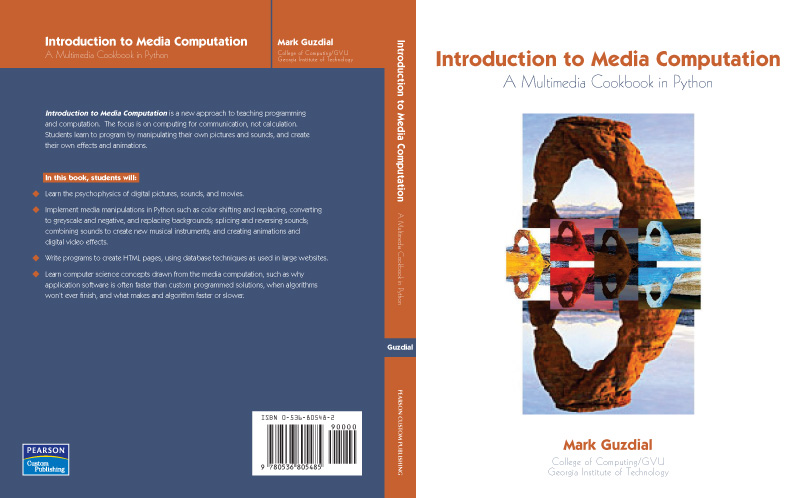 Introduction to Media Computation
A Multimedia Cookbook in Python
Mark Guzdial
College of Computing/GVU
Georgia Institute of Technology
Introduction to Media Computation is a new approach to teaching programming
and computation. The focus is on computing for communication, not calculation.
Students learn to program by manipulating their own pictures and sounds, and create
their own effects and animations.
In this book, students will:
Learn the psychophysics of digital pictures, sounds, and movies.
Implement media manipulations in Python such as color shifting and replacing, converting
to greyscale and negative, and replacing backgrounds; splicing and reversing sounds;
combining sounds to create new musical instruments; and creating animations and
digital video effects.
Write programs to create HTML pages, using database techniques as used in large websites.
Learn computer science concepts drawn from the media computation, such as why
application software is often faster than custom programmed solutions, when algorithms
won't ever finish, and what makes and algorithm faster or slower.
PEARSON
Custom
Publishing
ISBN 0-536-80548-2
90000
9 780536 805485
Introduction to Media Computation
A Multimedia Cookbook in Python
Guzdial
PEARSON CUSTOM PUBLISHING
Introduction to Media Computation
A Multimedia Cookbook in Python
Mark Guzdial
College of Computing/GVU
Georgia Institute of Technology